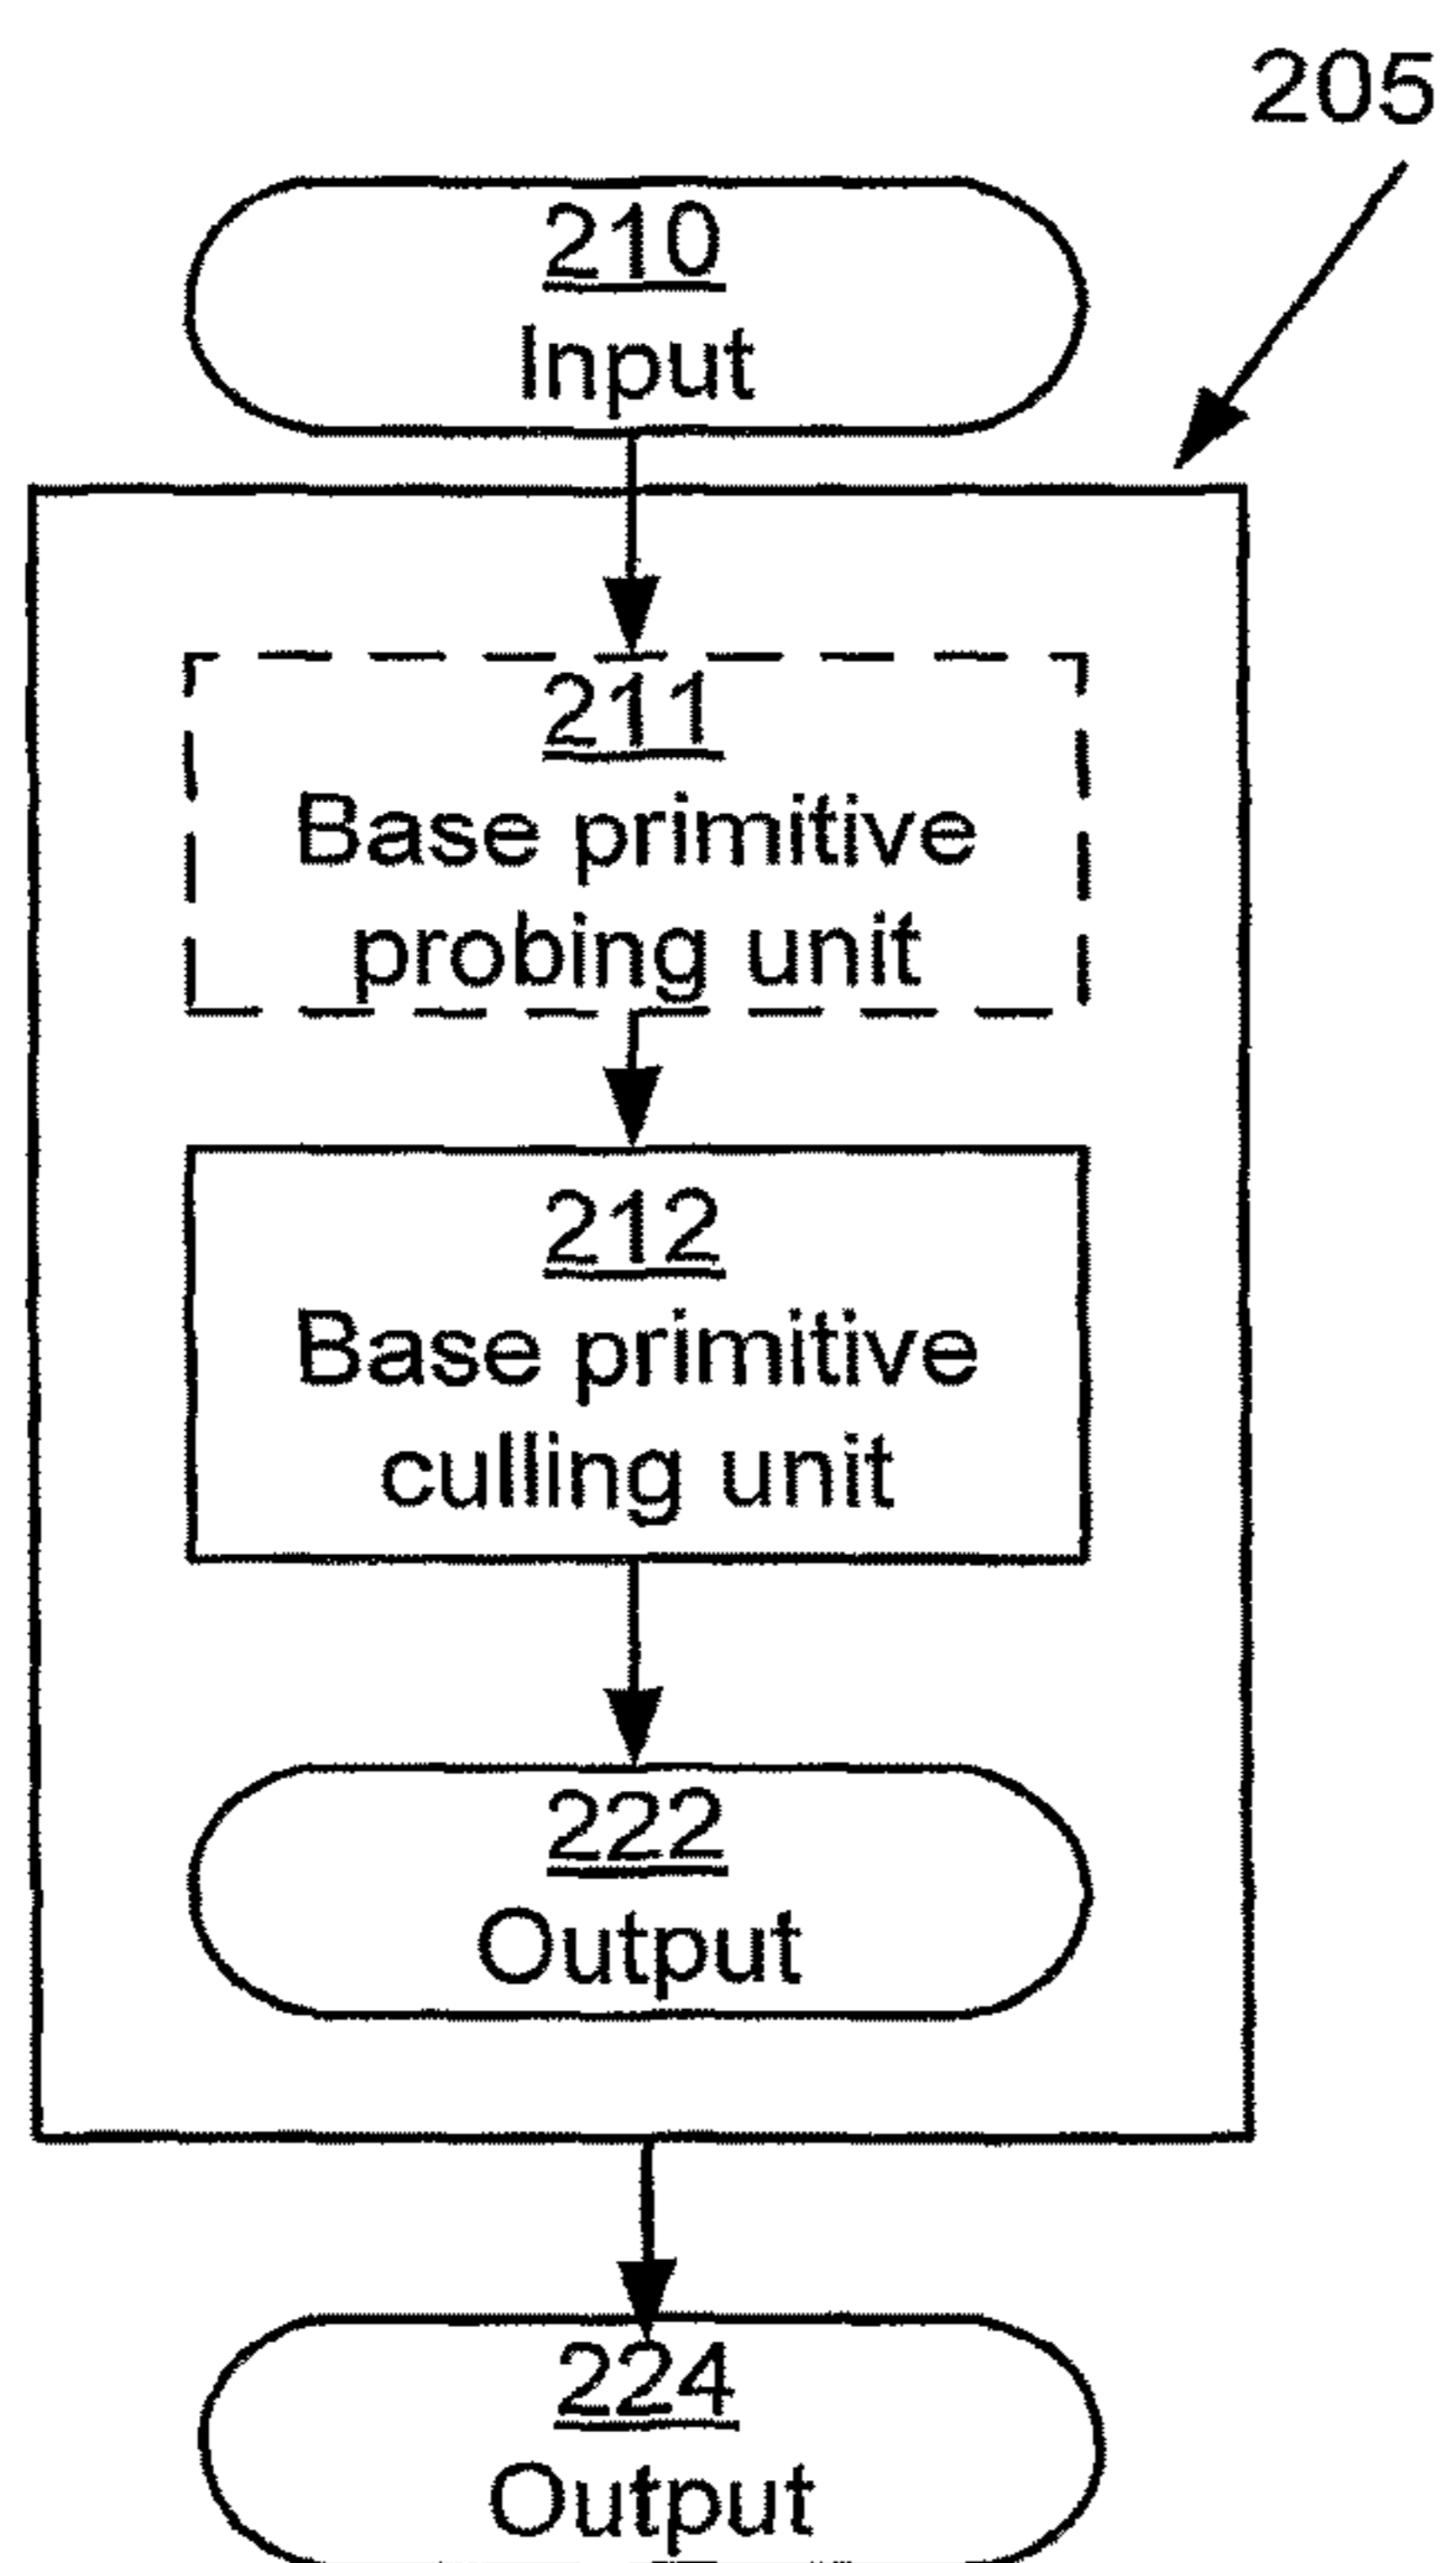 205
210
Input
211
Base primitive
probing unit
212
Base primitive
culling unit
222
Output
224
Output